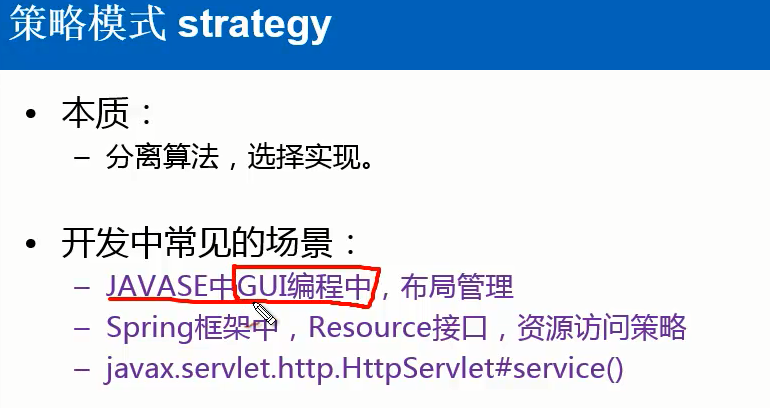 策略模式 strategy
• 本质：
– 分离算法，选择实现。
• 开发中常见的场景：
– JAVASE中GUI编程中，布局管理
– Spring框架中，Resource接口，资源访问策略
– javax.servlet.http.HttpServlet#service()